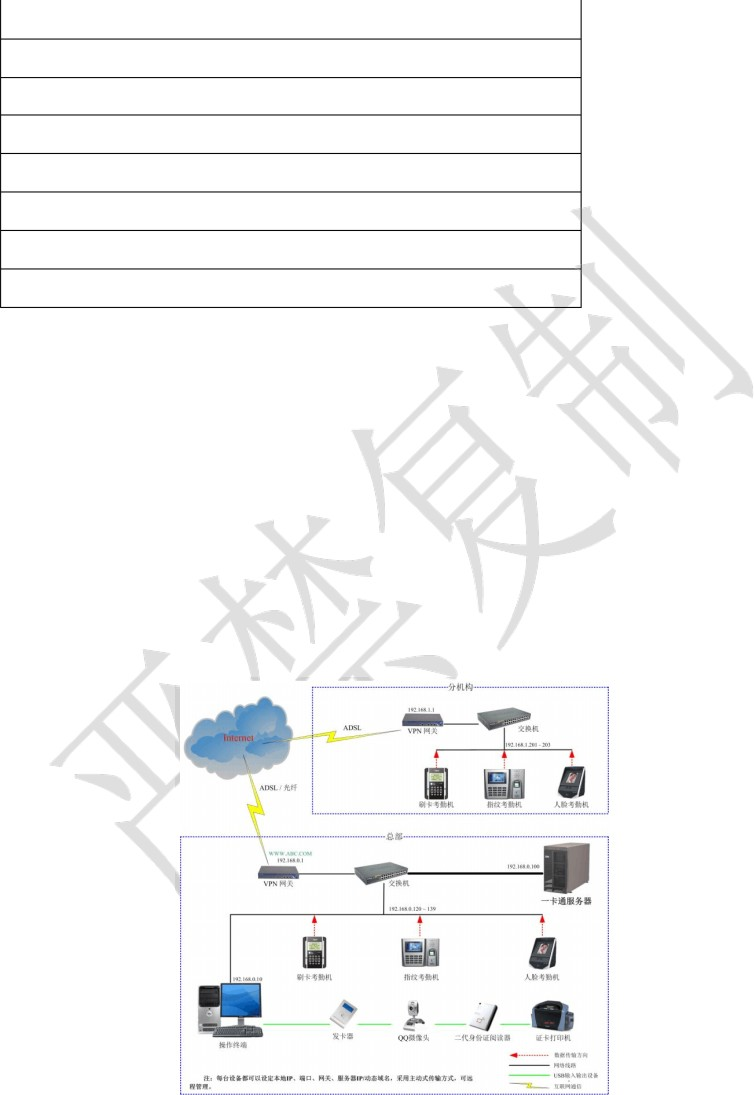 严禁复制
分机构
192.168.1.1
ADSL
VPN 网关
交换机
Internet
192.168.1.201 - 203
刷卡考勤机
指纹考勤机
人脸考勤机
ADSL / 光纤
总部
WWW.ABC.COM
192.168.0.1
192.168.0.100
VPN 网关
交换机
一卡通服务器
192.168.0.120 – 139
刷卡考勤机
指纹考勤机
人脸考勤机
192.168.0.10
操作终端
发卡器
QQ摄像头
二代身份证阅读器
证卡打印机
数据传输方向
网络线路
USB输入输出设备
互联网通信
注：每台设备都可以设定本地IP、端口、网关、服务器IP/动态域名，采用主动式传输方式，可远
程管理。